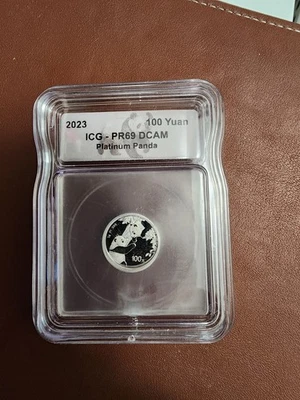 2023 100 Yuan
ICG - PR69 DCAM
Platinum Panda
100